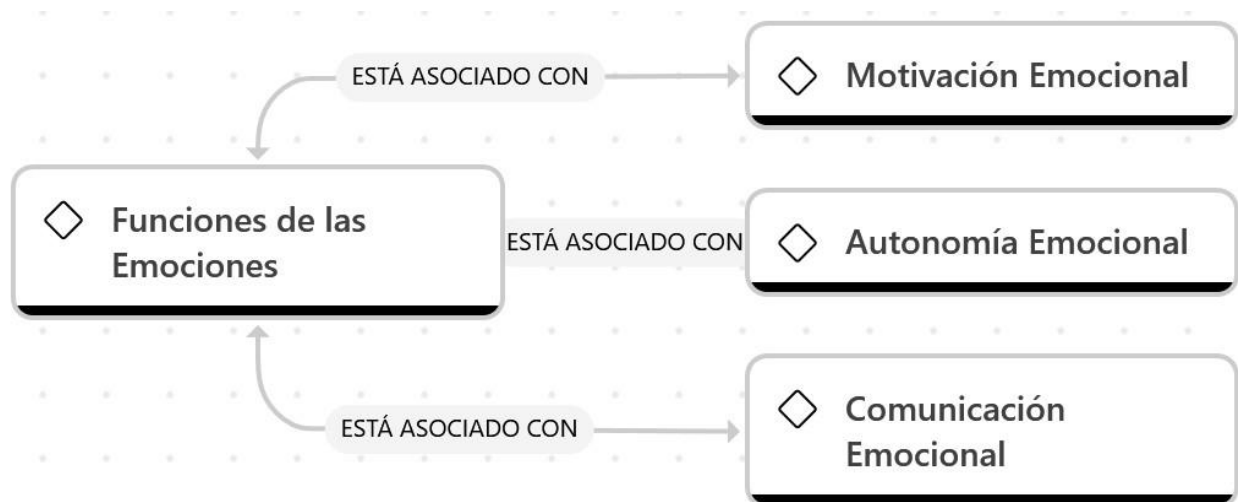 ESTÁ ASOCIADO CON
Motivación Emocional
Funciones de las
Emociones
ESTÁ ASOCIADO CON
Autonomía Emocional
ESTÁ ASOCIADO CON
Comunicación
Emocional